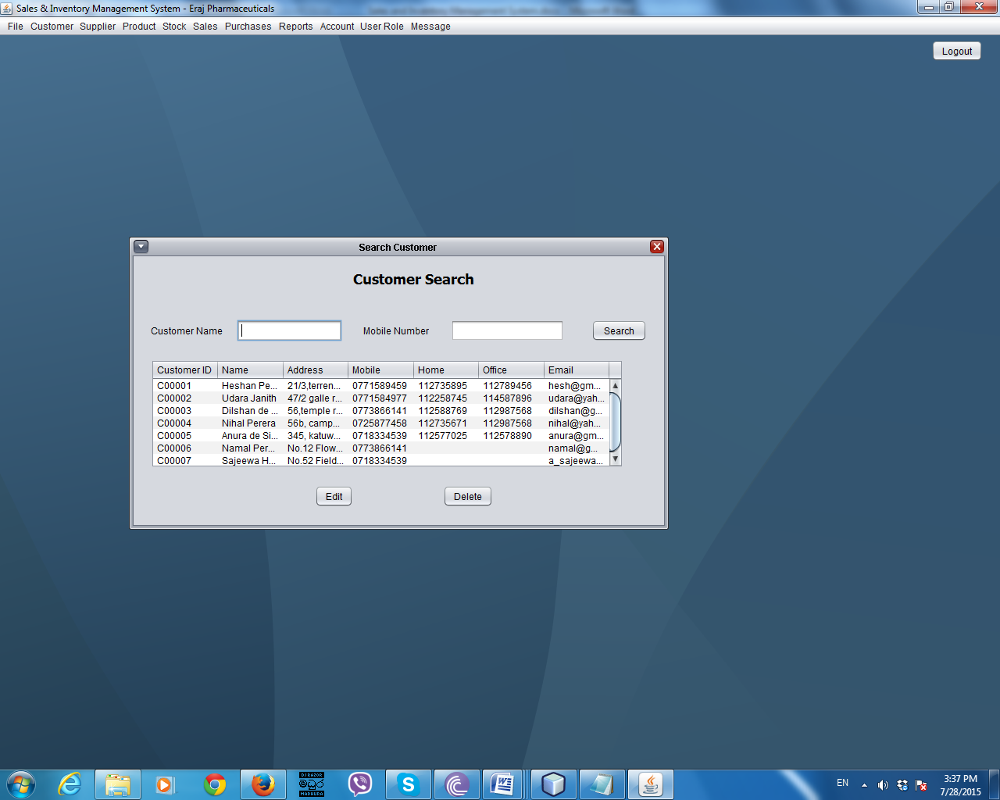 Sales & Inventory Management System - Eraj Pharmaceuticals
File Customer Supplier Product Stock Sales Purchases Reports Account User Role Message
Logout
Search Customer
Customer Search
Customer Name Mobile Number Search
Customer ID Name Address Mobile Home Office Email
C00001 Heshan Pe... 21/3,terren... 0771589459 112735895 112789456 hesh@gm...
C00002 Udara Janith 47/2 galle r... 0771584977 112258745 114587896 udara@yah...
C00003 Dilshan de ... 56,temple r... 0773866141 112588769 112987568 dilshan@g...
C00004 Nihal Perera 56b, camp... 0725877458 112735671 112987568 nihal@yah...
C00005 Anura de Si... 345, katuw... 0718334539 112577025 112578890 anura@gm...
C00006 Namal Per... No.12 Flow... 0773866141 namal@g...
C00007 Sajeewa H... No.52 Field... 0718334539 a_sajeewa...
Edit Delete
DJ RAZOR
මධුර
MADHURA
EN
3:37 PM
7/28/2015